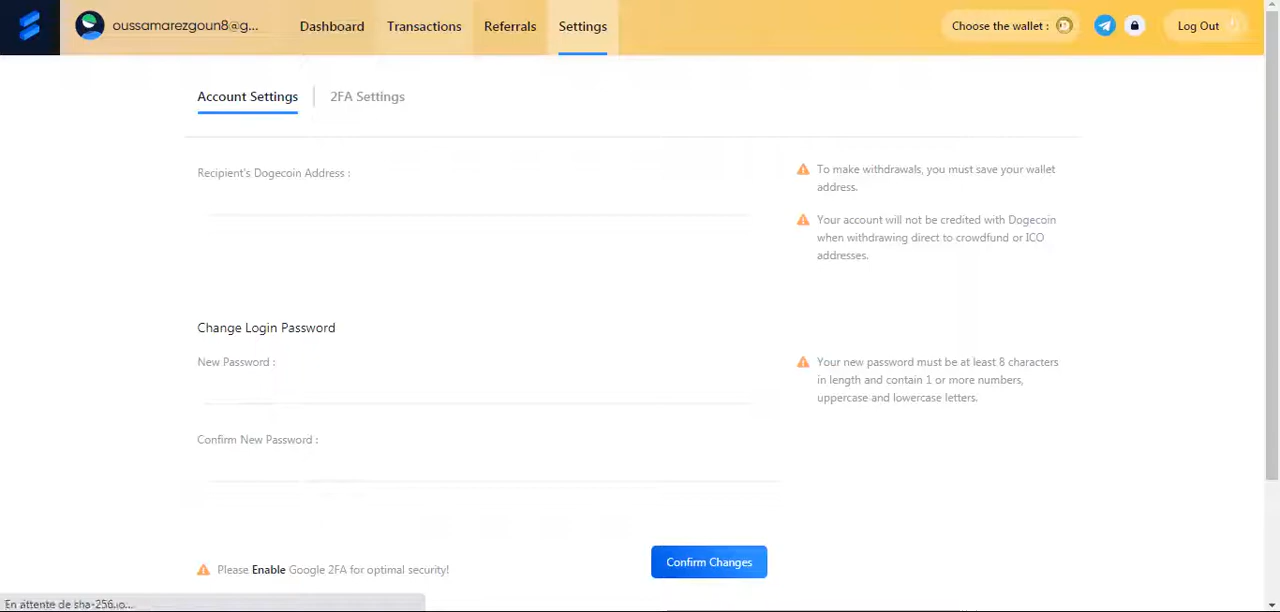 oussamarezgoun8@g... Dashboard Transactions Referrals Settings Choose the wallet : Log Out
Account Settings 2FA Settings
Recipient's Dogecoin Address :
To make withdrawals, you must save your wallet
address.
Your account will not be credited with Dogecoin
when withdrawing direct to crowdfund or ICO
addresses.
Change Login Password
New Password :
Your new password must be at least 8 characters
in length and contain 1 or more numbers,
uppercase and lowercase letters.
Confirm New Password :
Confirm Changes
Please Enable Google 2FA for optimal security!
En attente de sha-256.io...